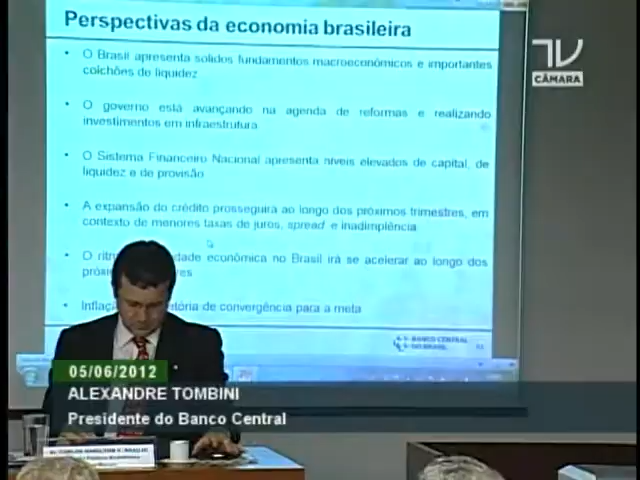 Perspectivas da economia brasileira
TV
CÂMARA
• O Brasil apresenta sólidos fundamentos macroeconômicos e importantes
colchões de liquidez
• O governo está avançando na agenda de reformas e realizando
investimentos em infraestrutura
• O Sistema Financeiro Nacional apresenta níveis elevados de capital, de
liquidez e de provisão
• A expansão do crédito prosseguirá ao longo dos próximos trimestres, em
contexto de menores taxas de juros, spread e inadimplência
• O dade econômica no Brasil irá se acelerar ao longo dos
• de convergência para a meta
BANCO CENTRAL
DO BRASIL
05/06/2012
ALEXANDRE TOMBINI
Presidente do Banco Central